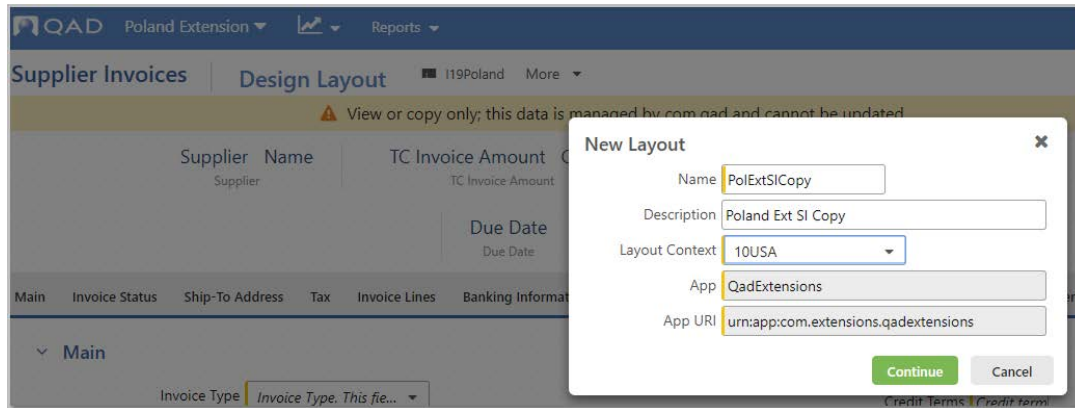 QAD Poland Extension Reports
Supplier Invoices Design Layout I19Poland More
View or copy only; this data is managed by com.qad and cannot be updated
New Layout
Name PolExtSICopy
Description Poland Ext SI Copy
Layout Context 10USA
App QadExtensions
App URI urn:app:com.extensions.qadextensions
Continue Cancel
Supplier Name TC Invoice Amount
Supplier TC Invoice Amount
Due Date
Due Date
Main Invoice Status Ship-To Address Tax Invoice Lines Banking Informat
Main
Invoice Type Invoice Type. This fie... Credit Terms Credit term